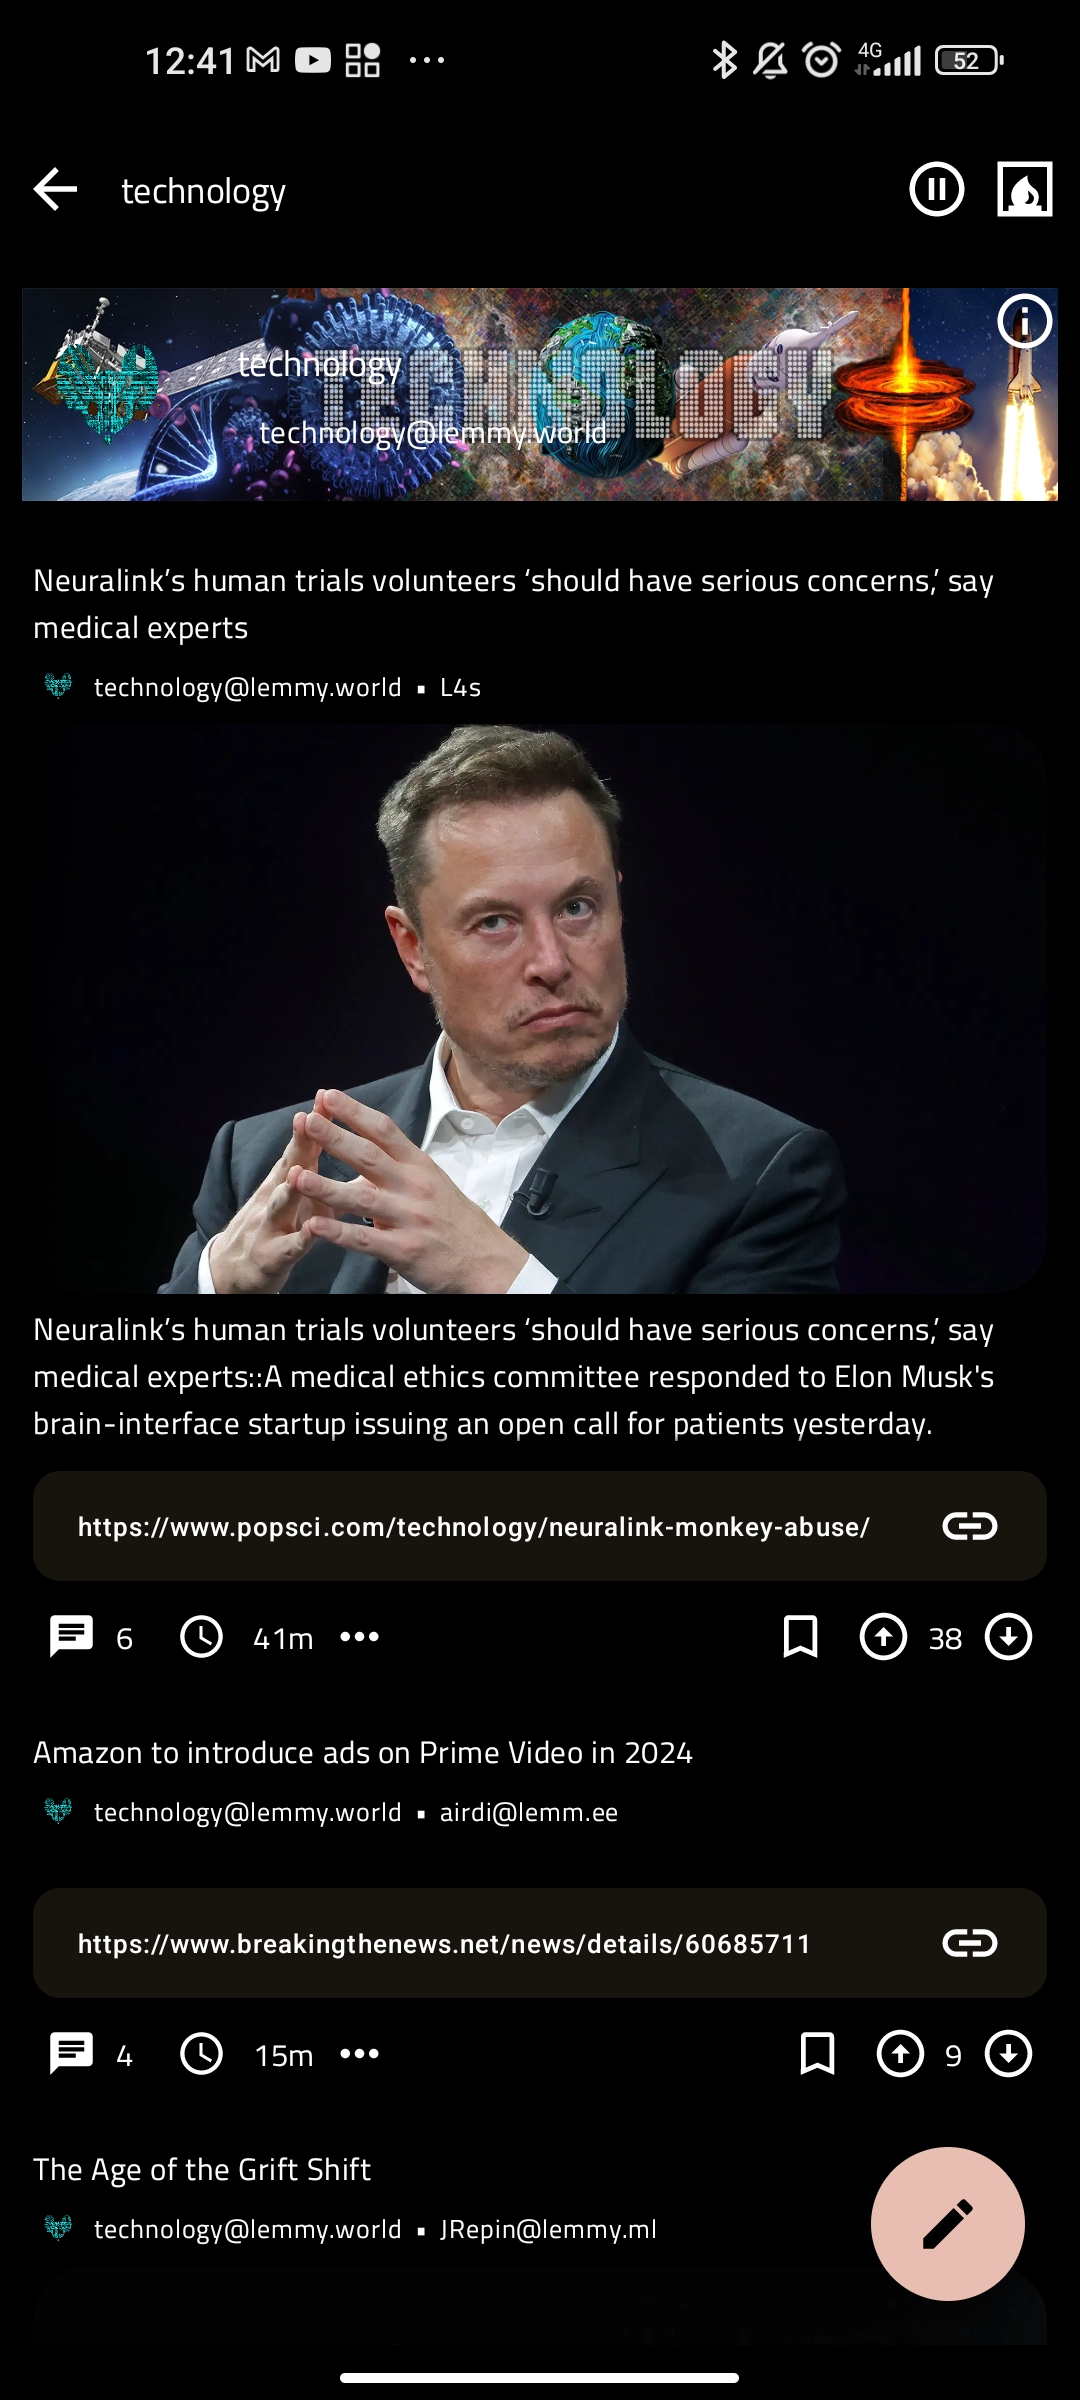 12:41
4G
52
technology
TECHNOLOGY
technology
technology@lemmy.world
Neuralink’s human trials volunteers ‘should have serious concerns,’ say
medical experts
technology@lemmy.world ▪ L4s
Neuralink’s human trials volunteers ‘should have serious concerns,’ say
medical experts::A medical ethics committee responded to Elon Musk's
brain-interface startup issuing an open call for patients yesterday.
https://www.popsci.com/technology/neuralink-monkey-abuse/
6 41m 38
Amazon to introduce ads on Prime Video in 2024
technology@lemmy.world ▪ airdi@lemm.ee
https://www.breakingthenews.net/news/details/60685711
4 15m 9
The Age of the Grift Shift
technology@lemmy.world ▪ JRepin@lemmy.ml